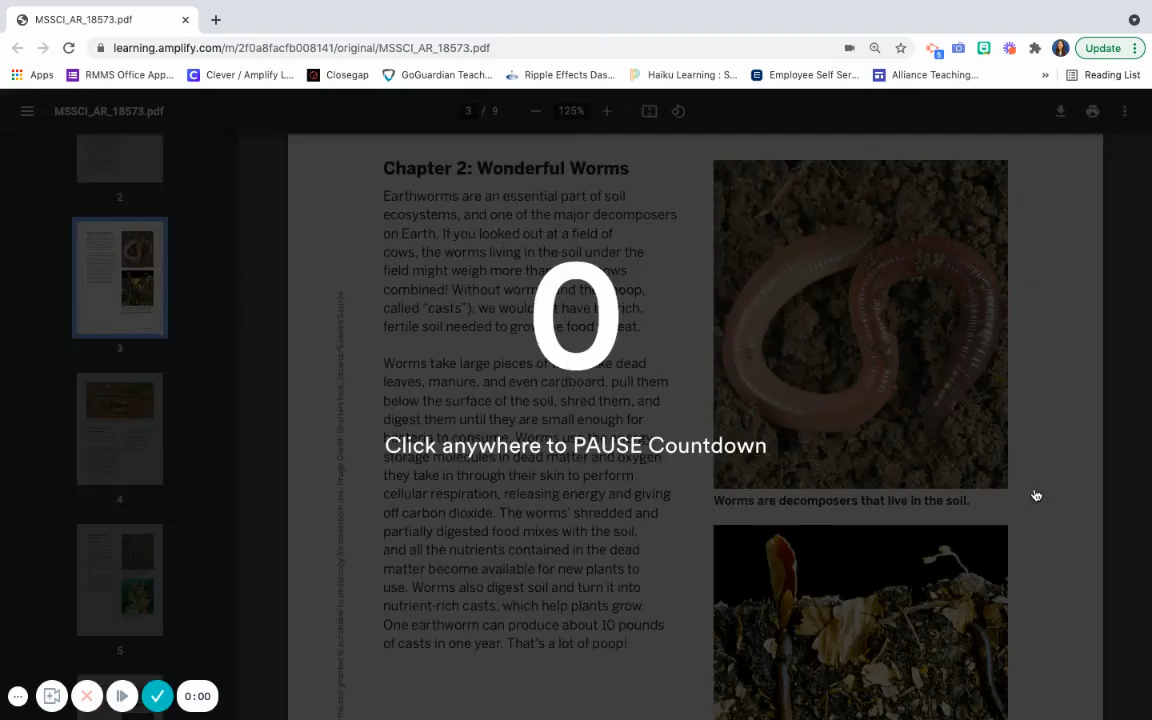 MSSCI_AR_18573.pdf
learning.amplify.com/m/2f0a8facfb008141/original/MSSCI_AR_18573.pdf
5
Update
Apps
RMMS Office App...
Clever / Amplify L...
Closegap
GoGuardian Teach...
Ripple Effects Das...
Haiku Learning : S...
Employee Self Ser...
Alliance Teaching...
»
Reading List
MSSCI_AR_18573.pdf
3 / 9
125%
2
3
4
5
Chapter 2: Wonderful Worms
Earthworms are an essential part of soil
ecosystems, and one of the major decomposers
on Earth. If you looked out at a field of
cows, the worms living in the soil under the
field might weigh more than
combined! Without
called “casts”), we
fertile soil needed to
Worms take large pieces of
leaves, manure, and even cardboard, pull them
below the surface of the soil, shred them, and
digest them until they are small enough for
storage molecules in dead matter and oxygen
they take in through their skin to perform
cellular respiration, releasing energy and giving
off carbon dioxide. The worms’ shredded and
partially digested food mixes with the soil,
and all the nutrients contained in the dead
matter become available for new plants to
use. Worms also digest soil and turn it into
nutrient-rich casts, which help plants grow.
One earthworm can produce about 10 pounds
of casts in one year. That’s a lot of poop!
Worms are decomposers that live in the soil.
0
Click anywhere to PAUSE Countdown
0:00